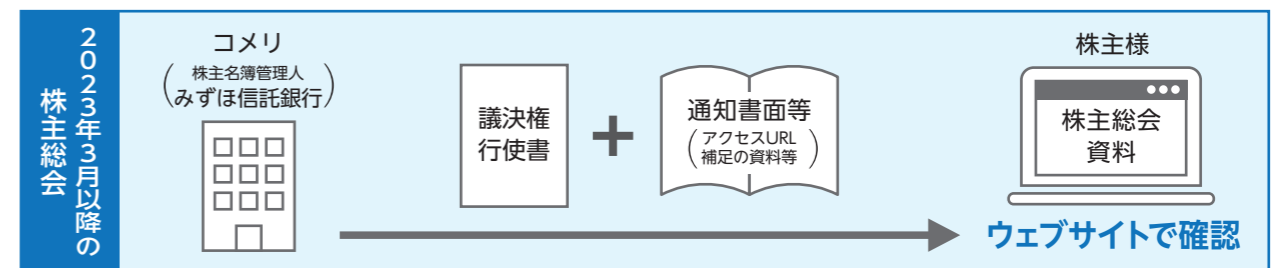 2023年3月以降の
株主総会
コメリ
(株主名簿管理人
みずほ信託銀行)
議決権
行使書
+
通知書面等
(アクセスURL
補足の資料等)
株主様
株主総会
資料
ウェブサイトで確認